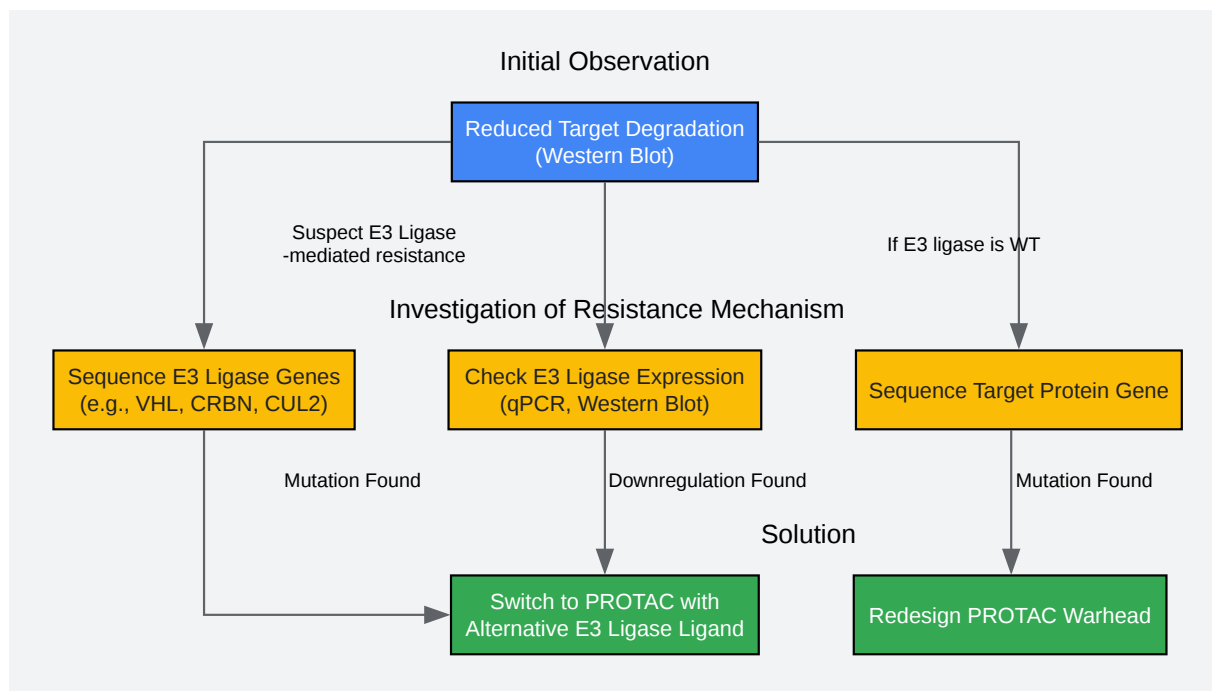 Initial Observation
Reduced Target Degradation
(Western Blot)
Suspect E3 Ligase
-mediated resistance
If E3 ligase is WT
Investigation of Resistance Mechanism
Sequence E3 Ligase Genes
(e.g., VHL, CRBN, CUL2)
Check E3 Ligase Expression
(qPCR, Western Blot)
Sequence Target Protein Gene
Mutation Found
Downregulation Found
Mutation Found
Solution
Switch to PROTAC with
Alternative E3 Ligase Ligand
Redesign PROTAC Warhead